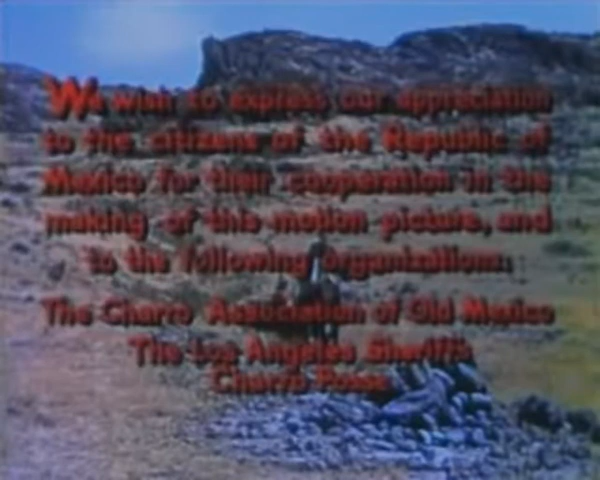 We wish to express our appreciation
to the citizens of the Republic of
Mexico for their cooperation in the
making of this motion picture, and
to the following organizations:
The Charro Association of Old Mexico
The Los Angeles Sheriff's
Charro Posse